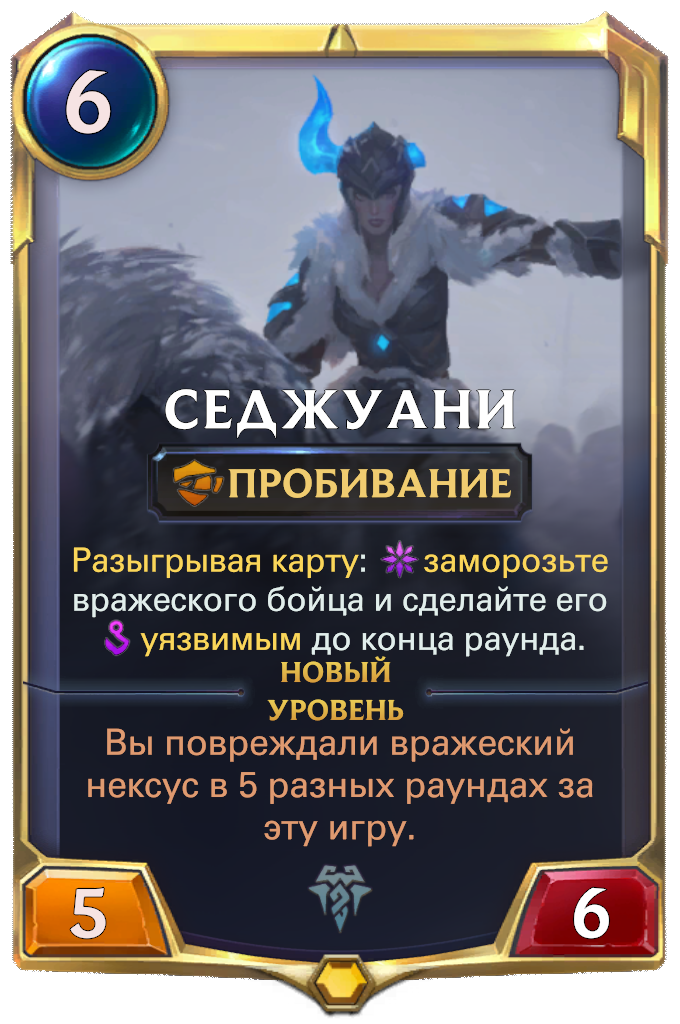 6
СЕДЖУАНИ
ПРОБИВАНИЕ
Разыгрывая карту: заморозьте
вражеского бойца и сделайте его
уязвимым до конца раунда.
НОВЫЙ
УРОВЕНЬ
Вы повреждали вражеский
нексус в 5 разных раундах за
эту игру.
5
6